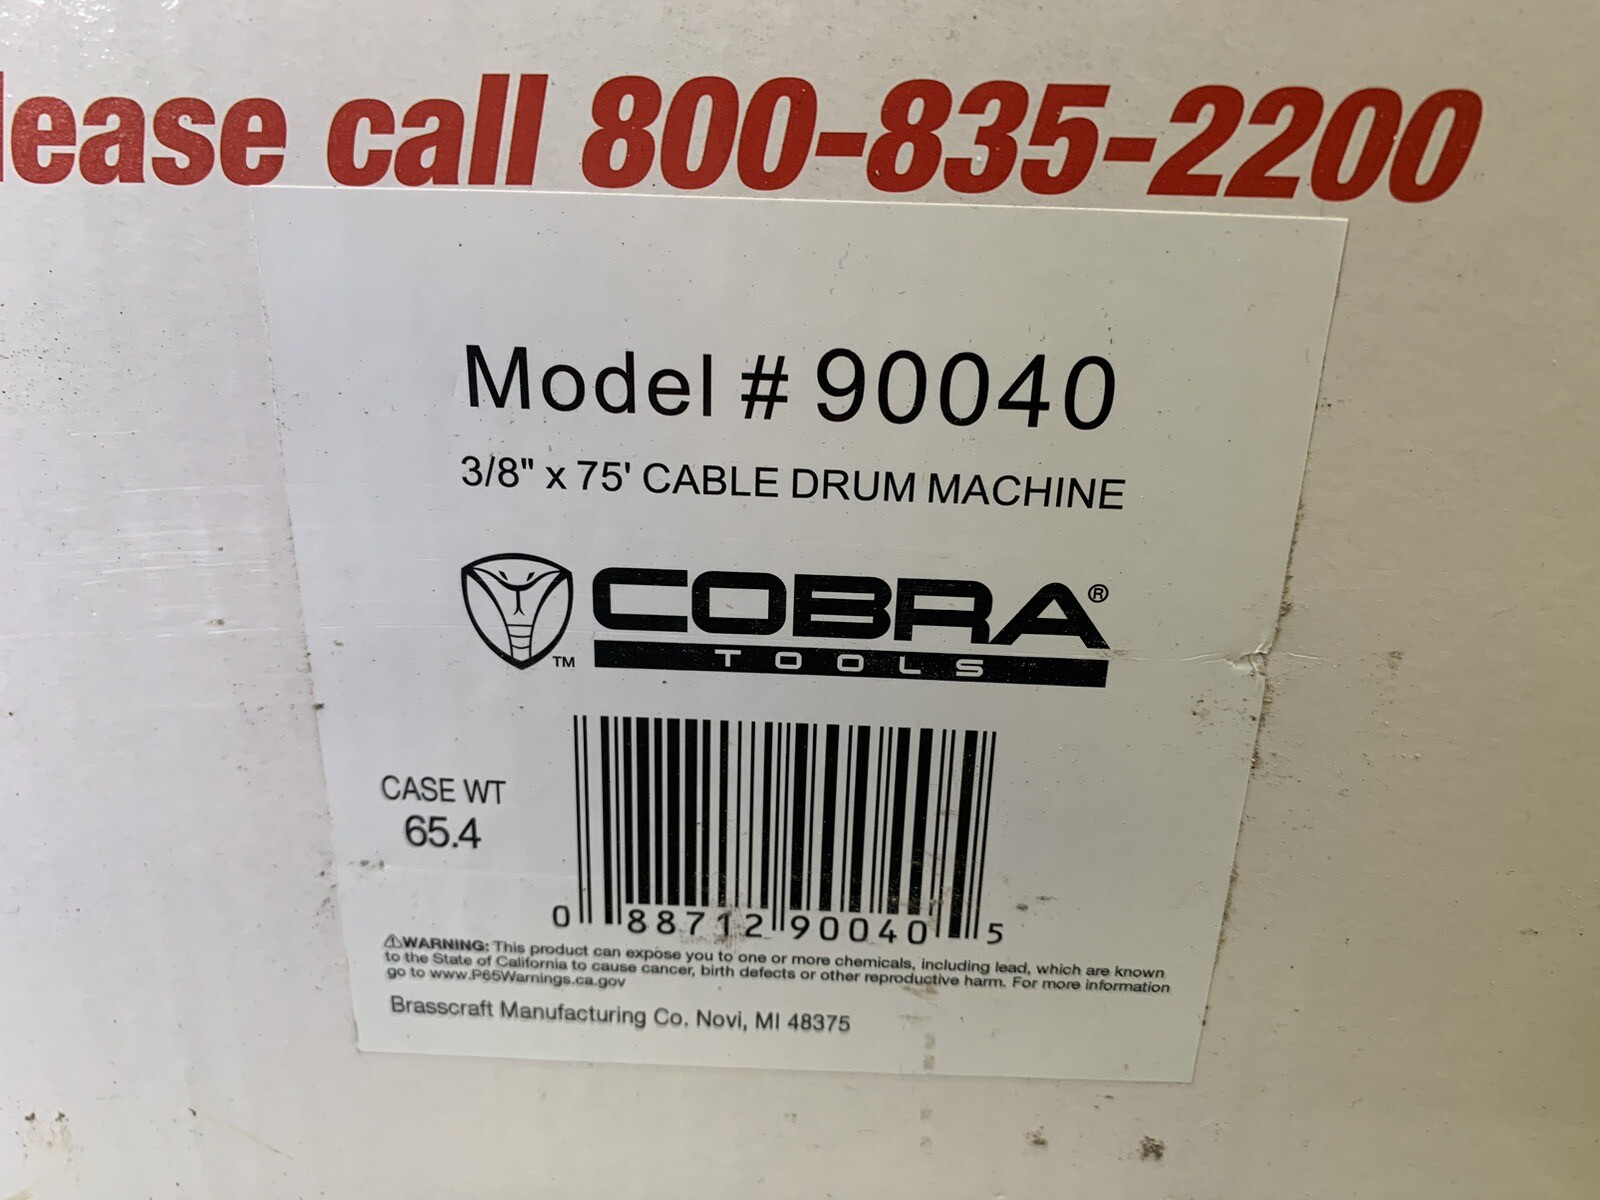 lease call 800-835-2200
Model # 90040
3/8" x 75' CABLE DRUM MACHINE
COBRA®
TOOLS
TM
CASE WT
65.4
0 88712 90040 5
⚠WARNING: This product can expose you to one or more chemicals, including lead, which are known
to the State of California to cause cancer, birth defects or other reproductive harm. For more information
go to www.P65Warnings.ca.gov
Brasscraft Manufacturing Co. Novi, MI 48375